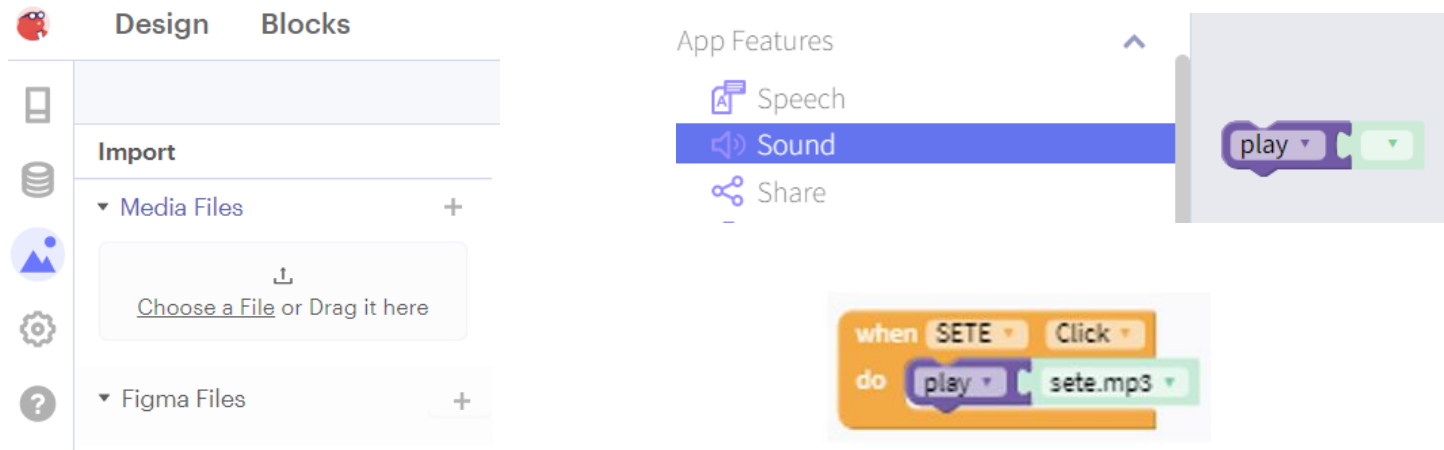 Design Blocks
Import
Media Files +
Choose a File or Drag it here
Figma Files +
App Features
Speech
Sound
Share
play
when SETE Click
do play sete.mp3